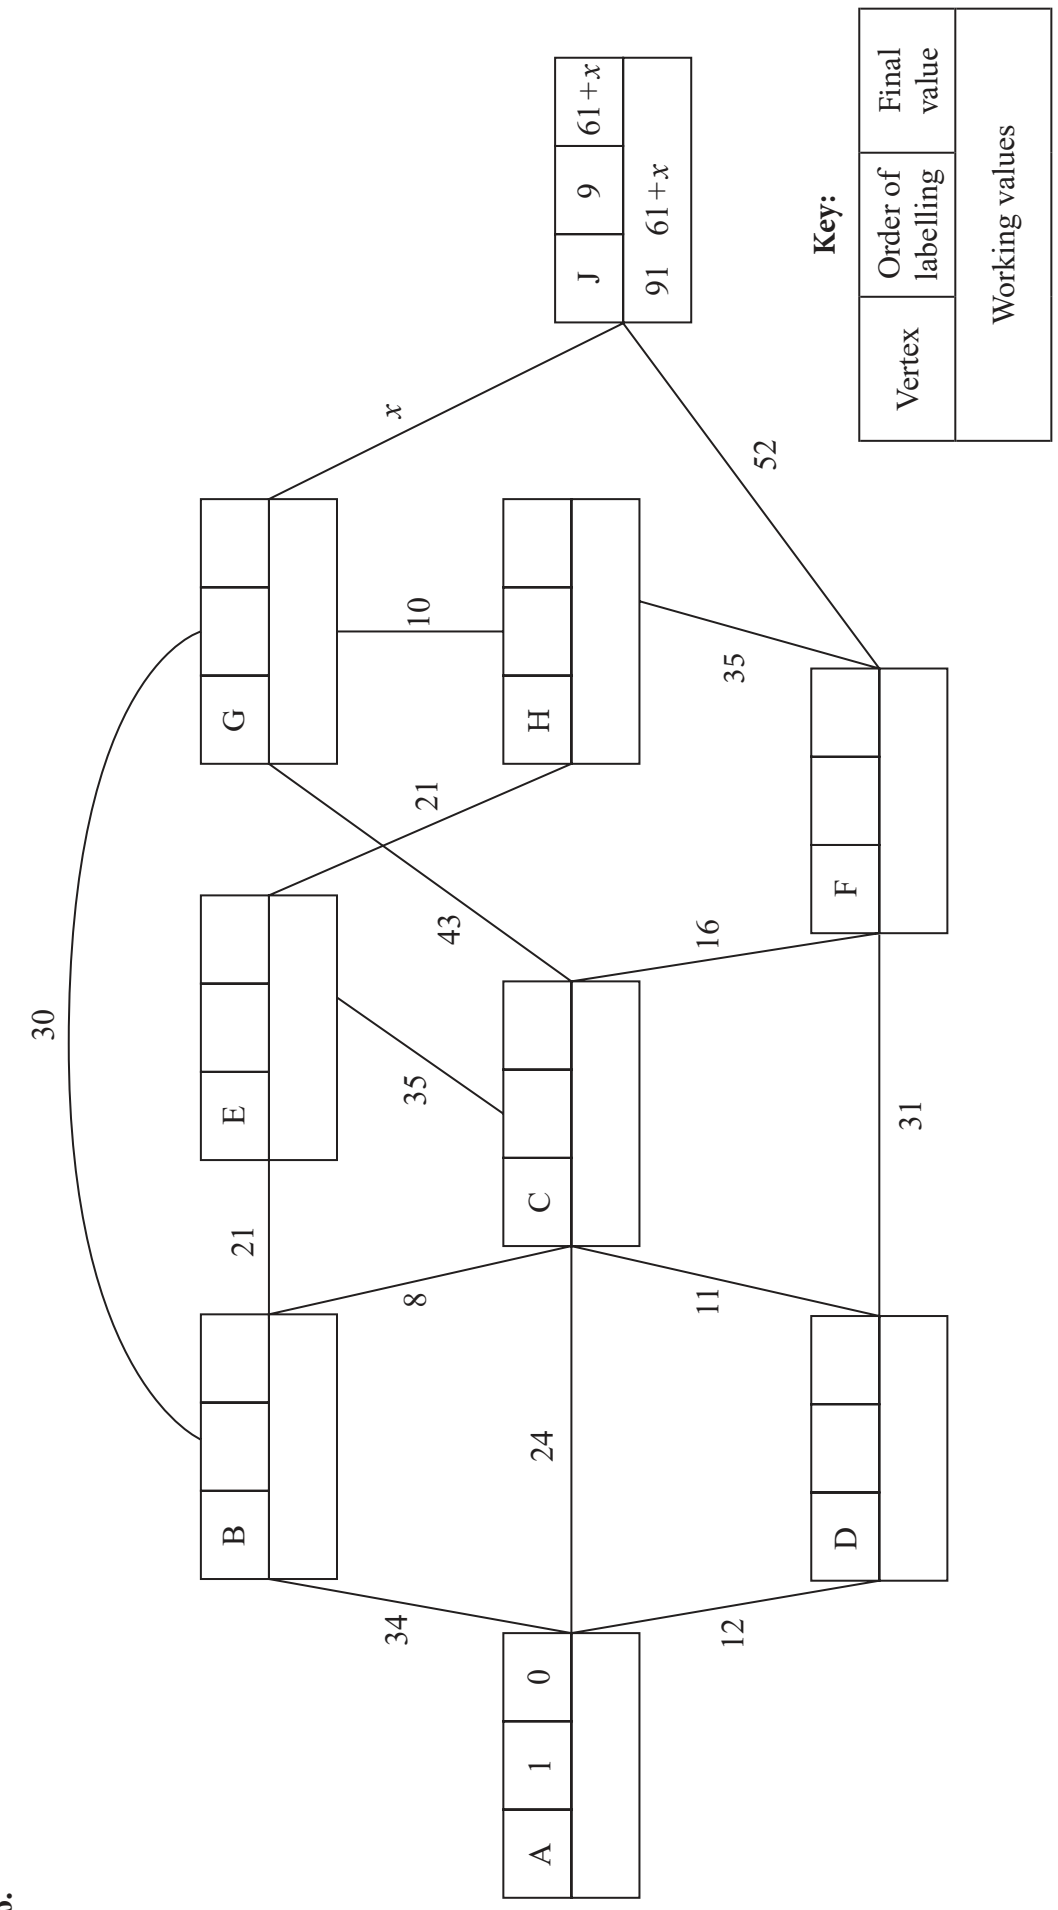 30
B
21
E
G
34
8
35
43
21
10
x
A 1 0
24
C
H
J 9 61+x
91 61+x
12
11
16
35
52
D
31
F
Key:
Vertex
Order of
labelling
Final
value
Working values